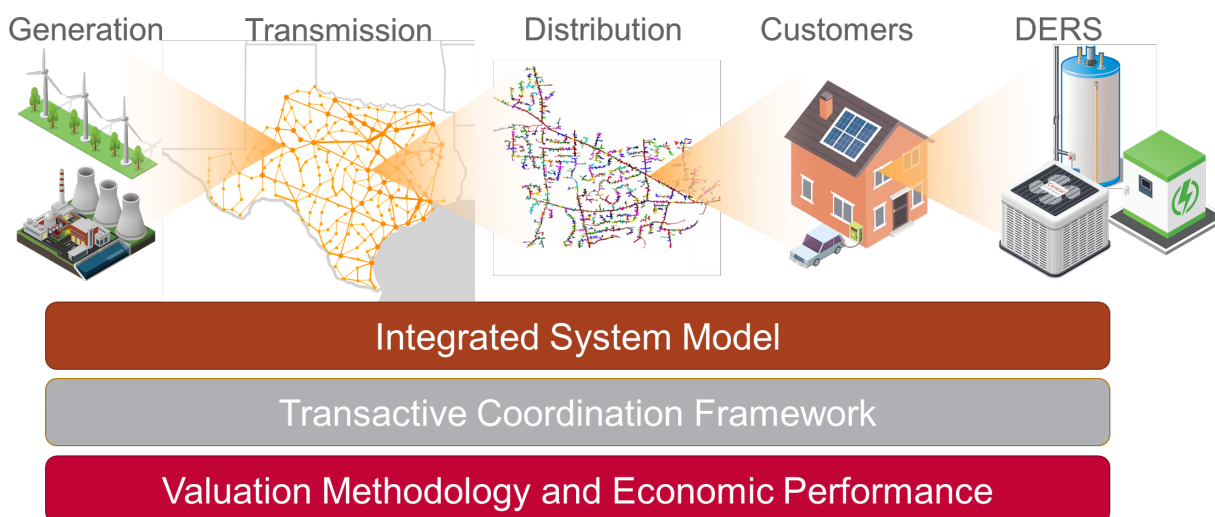 Generation
Transmission
Distribution
Customers
DERS
Integrated System Model
Transactive Coordination Framework
Valuation Methodology and Economic Performance